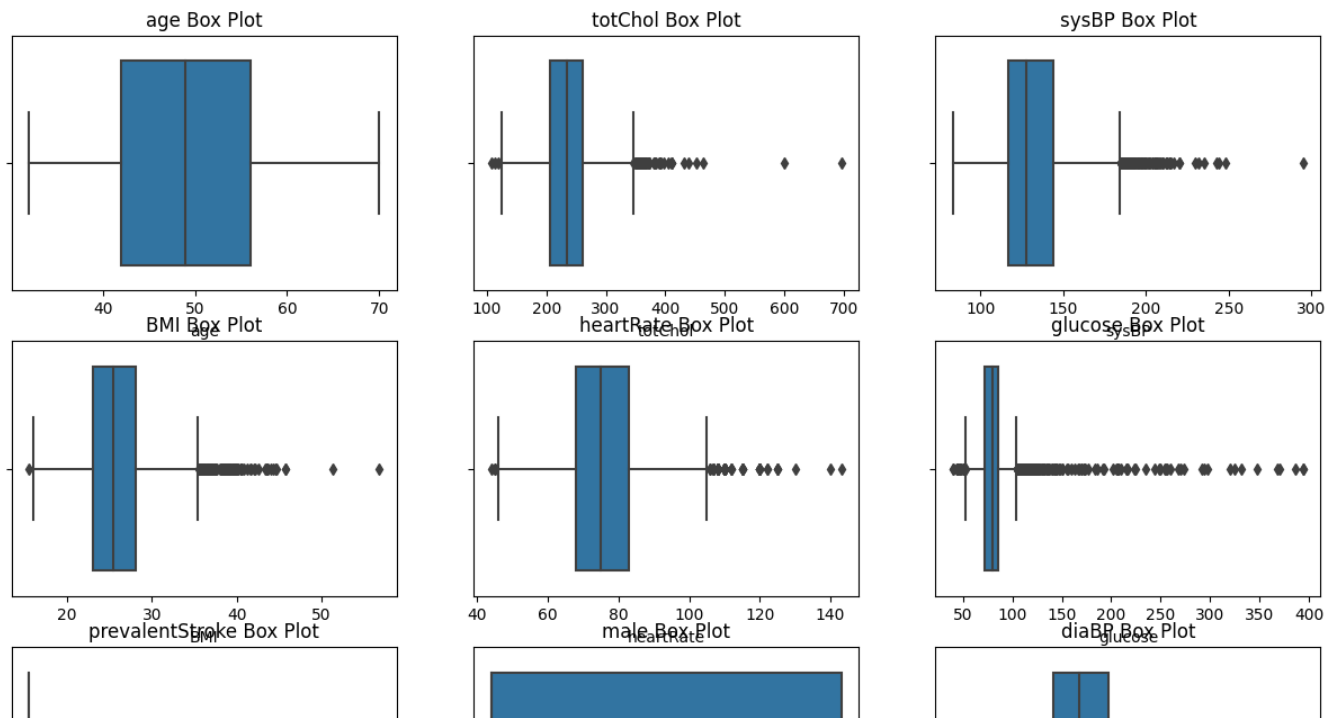 age Box Plot
totChol Box Plot
sysBP Box Plot
40 50 60 70
100 200 300 400 500 600 700
100 150 200 250 300
age
totChol
sysBP
BMI Box Plot
heartRate Box Plot
glucose Box Plot
20 30 40 50
40 60 80 100 120 140
50 100 150 200 250 300 350 400
BMI
heartRate
glucose
prevalentStroke Box Plot
male Box Plot
diaBP Box Plot